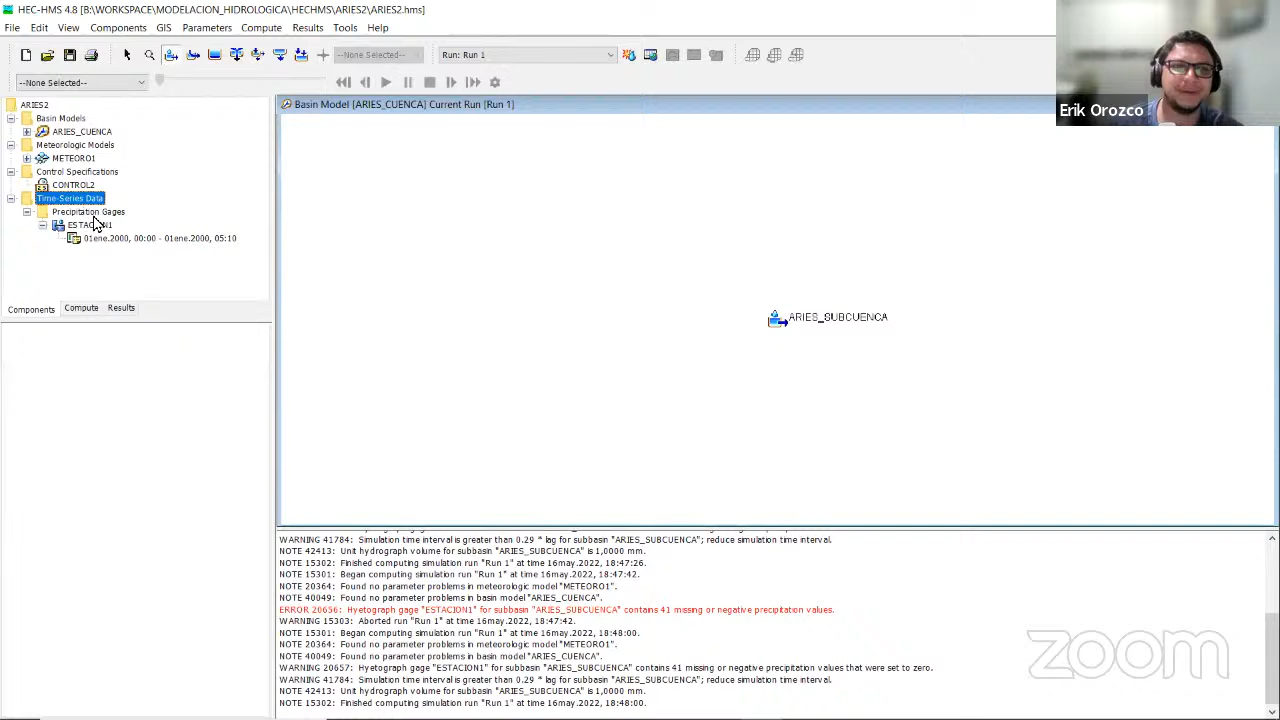 HEC-HMS 4.8 [B:\WORKSPACE\MODELACION_HIDROLOGICA\HECHMS\ARIES2\ARIES2.hms]
File Edit View Components GIS Parameters Compute Results Tools Help
--None Selected-- Run: Run 1
--None Selected--
Erik Orozco
ARIES2
Basin Models
ARIES_CUENCA
Meteorologic Models
METEORO1
Control Specifications
CONTROL2
Time-Series Data
Precipitation Gages
01ene.2000, 00:00 - 01ene.2000, 05:10
Components Compute Results
Basin Model [ARIES_CUENCA] Current Run [Run 1]
ARIES_SUBCUENCA
WARNING 41784: Simulation time interval is greater than 0.29 * lag for subbasin "ARIES_SUBCUENCA"; reduce simulation time interval.
NOTE 42413: Unit hydrograph volume for subbasin "ARIES_SUBCUENCA" is 1,0000 mm.
NOTE 15302: Finished computing simulation run "Run 1" at time 16may.2022, 18:47:26.
NOTE 15301: Began computing simulation run "Run 1" at time 16may.2022, 18:47:42.
NOTE 20364: Found no parameter problems in meteorologic model "METEORO1".
NOTE 40049: Found no parameter problems in basin model "ARIES_CUENCA".
ERROR 20656: Hyetograph gage "ESTACION1" for subbasin "ARIES_SUBCUENCA" contains 41 missing or negative precipitation values.
WARNING 15303: Aborted run "Run 1" at time 16may.2022, 18:47:42.
NOTE 15301: Began computing simulation run "Run 1" at time 16may.2022, 18:48:00.
NOTE 20364: Found no parameter problems in meteorologic model "METEORO1".
NOTE 40049: Found no parameter problems in basin model "ARIES_CUENCA".
WARNING 20657: Hyetograph gage "ESTACION1" for subbasin "ARIES_SUBCUENCA" contains 41 missing or negative precipitation values that were set to zero.
WARNING 41784: Simulation time interval is greater than 0.29 * lag for subbasin "ARIES_SUBCUENCA"; reduce simulation time interval.
NOTE 42413: Unit hydrograph volume for subbasin "ARIES_SUBCUENCA" is 1,0000 mm.
NOTE 15302: Finished computing simulation run "Run 1" at time 16may.2022, 18:48:00.
zoom